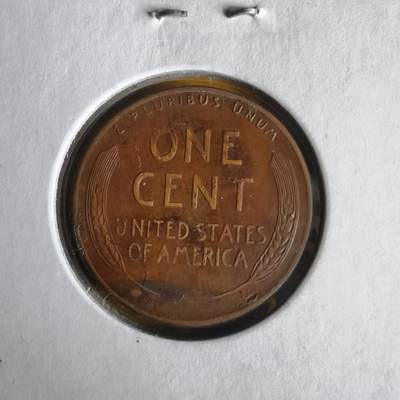 E·PLURIBUS·UNUM
ONE
CENT
UNITED·STATES
OF·AMERICA